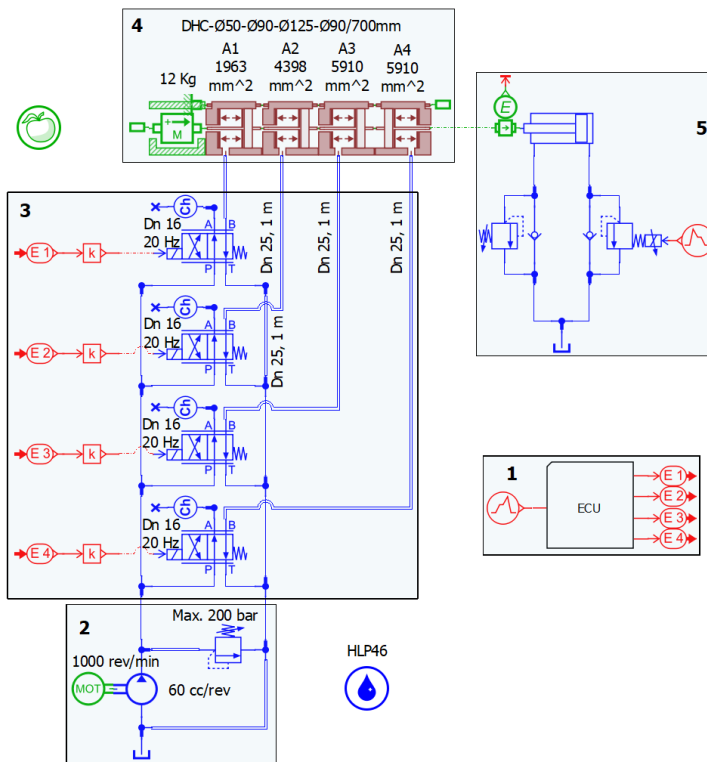 4
DHC-Ø50-Ø90-Ø125-Ø90/700mm
A1
1963
mm^2
A2
4398
mm^2
A3
5910
mm^2
A4
5910
mm^2
12 Kg
M
E
5
3
Ch
Dn 16
20 Hz
A B
P T
E 1
k
Dn 25, 1 m
Dn 25, 1 m
Dn 25, 1 m
Dn 25, 1 m
Ch
Dn 16
20 Hz
A B
P T
E 2
k
Ch
Dn 16
20 Hz
A B
P T
E 3
k
Ch
Dn 16
20 Hz
A B
P T
E 4
k
1
ECU
E 1
E 2
E 3
E 4
2
Max. 200 bar
1000 rev/min
MOT
60 cc/rev
HLP46